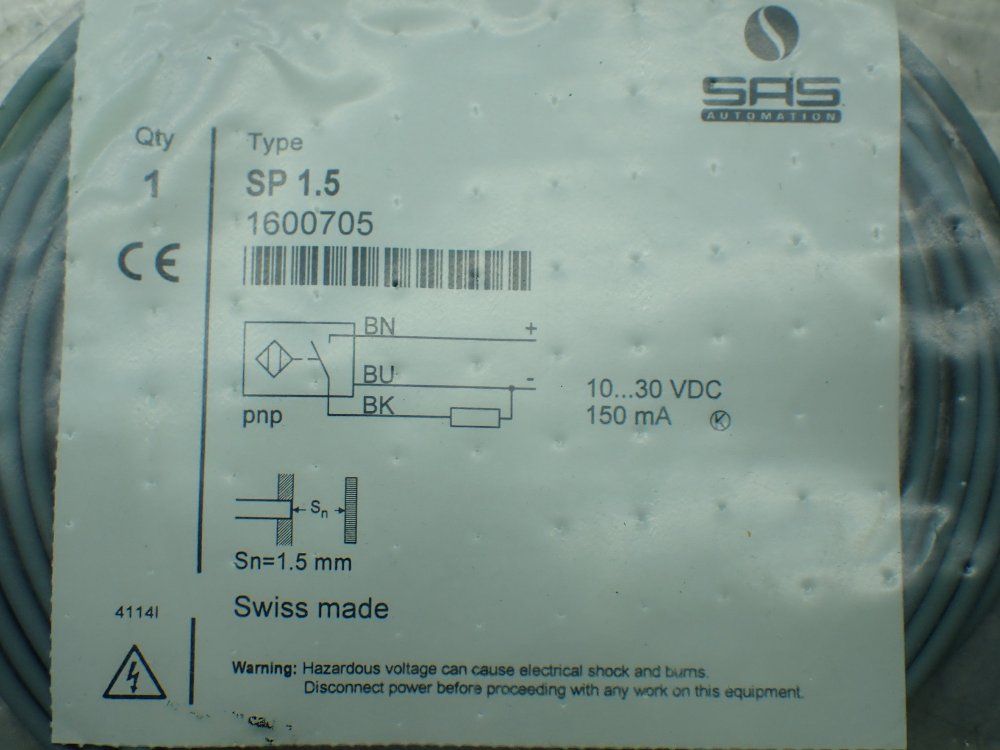 SAS
AUTOMATION
Qty
Type
1
SP 1.5
1600705
CE
BN
+
BU
-
BK
pnp
10...30 VDC
150 mA
K
Sn
Sn=1.5 mm
4114I
Swiss made
Warning: Hazardous voltage can cause electrical shock and burns.
Disconnect power before proceeding with any work on this equipment.